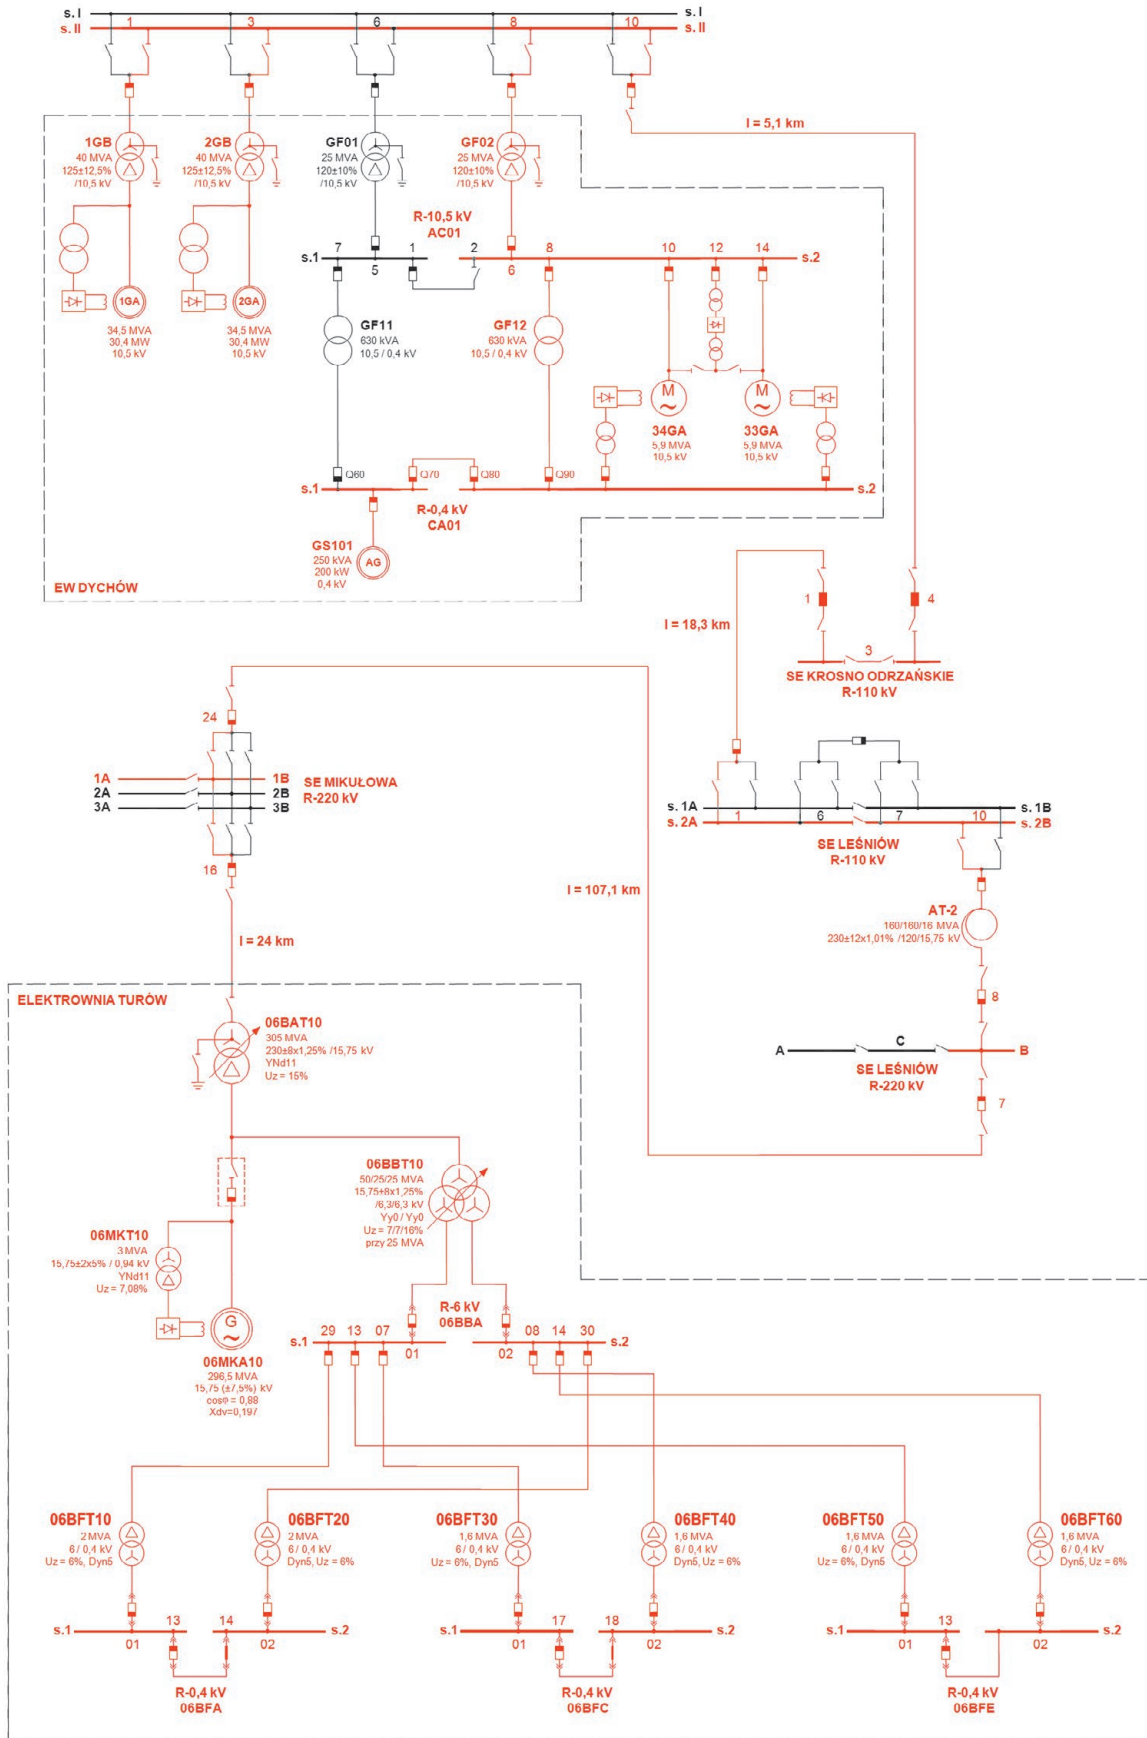 s.I 1 3 6 8 10 s.I
s.II s.II
l = 5,1 km
1GB
40 MVA
125±12,5%
/10,5 kV
2GB
40 MVA
125±12,5%
/10,5 kV
GF01
25 MVA
120±10%
/10,5 kV
GF02
25 MVA
120±10%
/10,5 kV
R-10,5 kV
AC01
s.1 7 1 2 8 10 12 14 s.2
5 6
1GA
34,5 MVA
30,4 MW
10,5 kV
2GA
34,5 MVA
30,4 MW
10,5 kV
GF11
630 kVA
10,5 / 0,4 kV
GF12
630 kVA
10,5 / 0,4 kV
M
~
34GA
5,9 MVA
10,5 kV
M
~
33GA
5,9 MVA
10,5 kV
Q60 Q70 Q80 Q90
s.1 s.2
R-0,4 kV
CA01
GS101
250 kVA
200 kW
0,4 kV
AG
EW DYCHÓW
l = 18,3 km
1 4
3
SE KROSNO ODRZAŃSKIE
R-110 kV
24
1A 1B
2A 2B
3A 3B
SE MIKUŁOWA
R-220 kV
16
s. 1A s. 1B
s. 2A 1 6 7 10 s. 2B
SE LEŚNIÓW
R-110 kV
l = 107,1 km
AT-2
160/160/16 MVA
230±12x1,01% /120/15,75 kV
l = 24 km
8
A C B
SE LEŚNIÓW
R-220 kV
7
ELEKTROWNIA TURÓW
06BAT10
305 MVA
230±8x1,25% /15,75 kV
YNd11
Uz = 15%
06BBT10
50/25/25 MVA
15,75±8x1,25%
/6,3/6,3 kV
Yy0 / Yy0
Uz = 7/7/16%
przy 25 MVA
06MKT10
3 MVA
15,75±2x5% / 0,94 kV
YNd11
Uz = 7,08%
G
~
06MKA10
296,5 MVA
15,75 (±7,5%) kV
cosφ = 0,88
Xdv=0,197
R-6 kV
06BBA
s.1 29 13 07 08 14 30 s.2
01 02
06BFT10
2 MVA
6 / 0,4 kV
Uz = 6%, Dyn5
06BFT20
2 MVA
6 / 0,4 kV
Dyn5, Uz = 6%
06BFT30
1,6 MVA
6 / 0,4 kV
Uz = 6%, Dyn5
06BFT40
1,6 MVA
6 / 0,4 kV
Dyn5, Uz = 6%
06BFT50
1,6 MVA
6 / 0,4 kV
Uz = 6%, Dyn5
06BFT60
1,6 MVA
6 / 0,4 kV
Dyn5, Uz = 6%
s.1 13 14 s.2
01 02
R-0,4 kV
06BFA
s.1 17 18 s.2
01 02
R-0,4 kV
06BFC
s.1 13 s.2
01 02
R-0,4 kV
06BFE